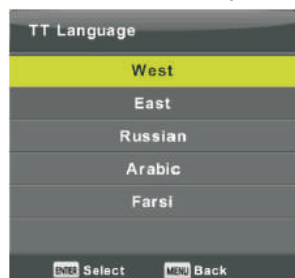 TT Language
West
East
Russian
Arabic
Farsi
ENTER Select MENU Back